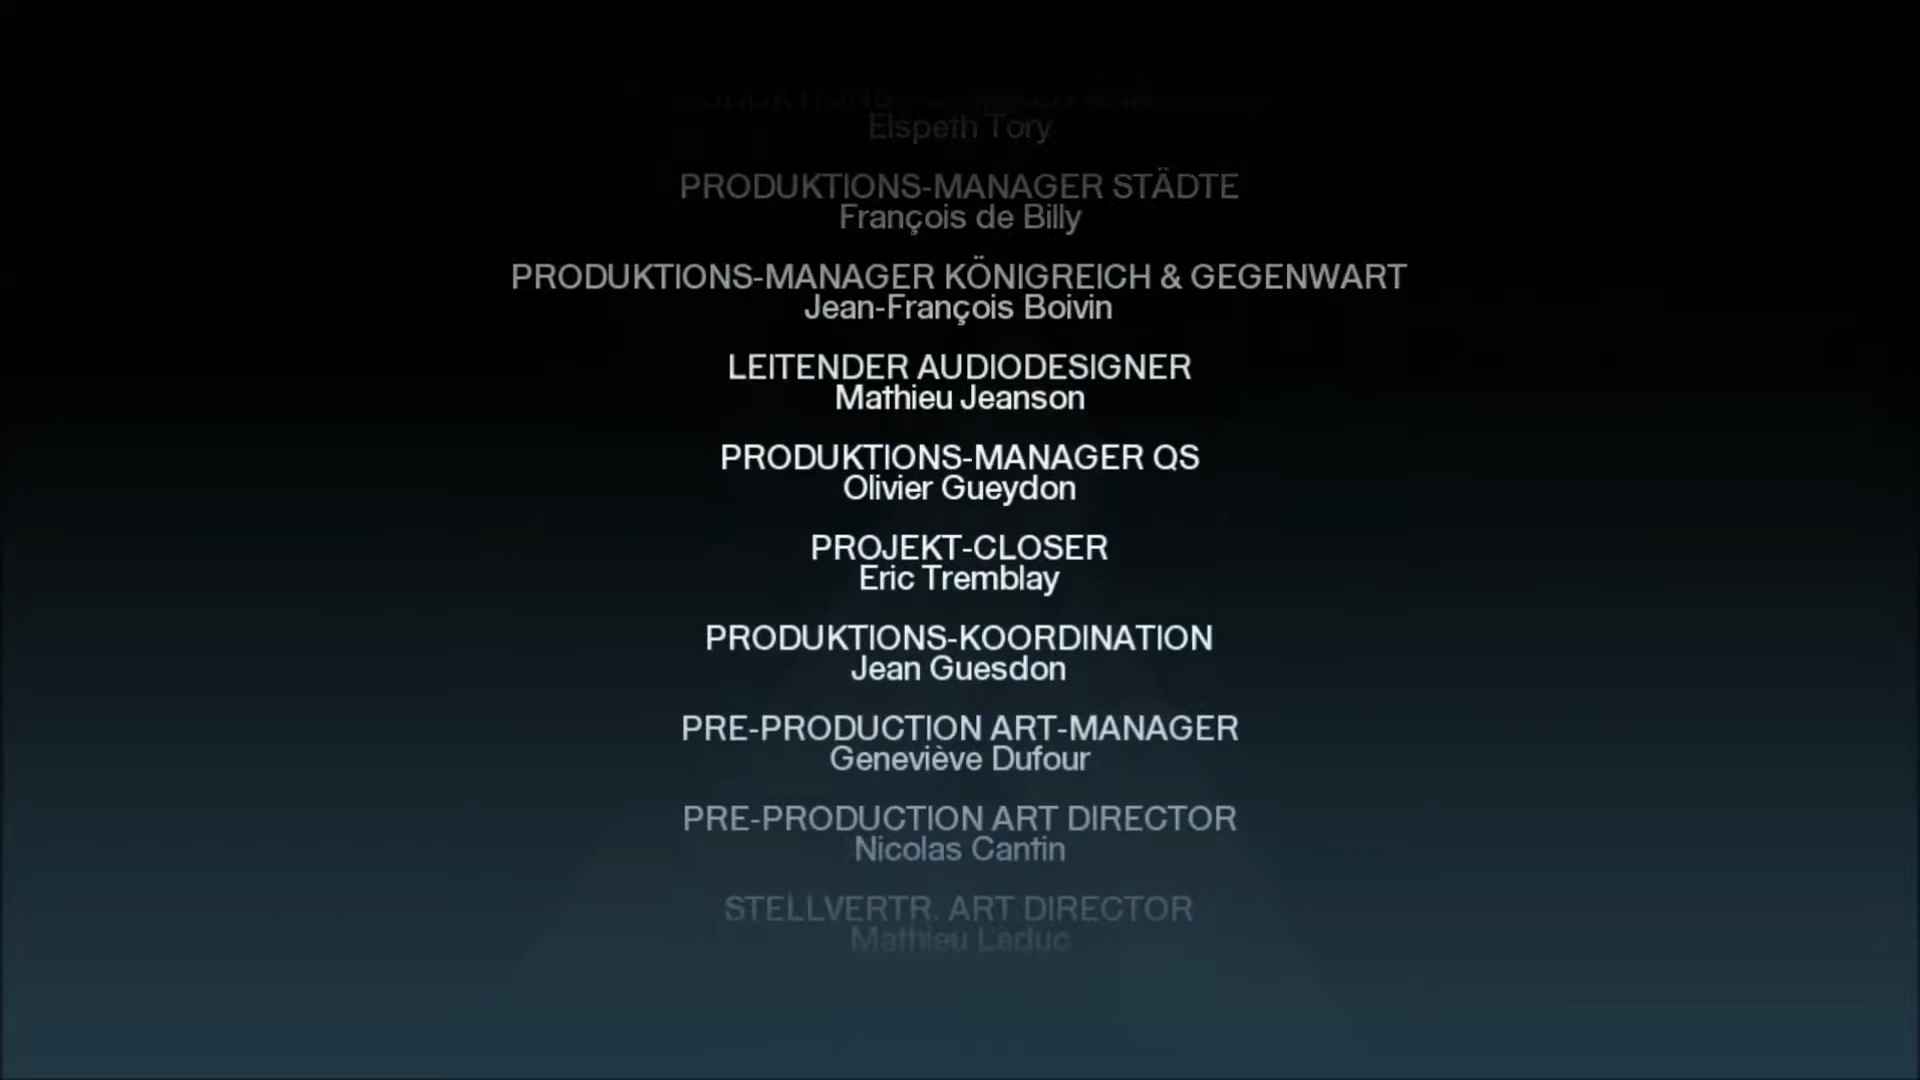 Elspeth Tory
PRODUKTIONS-MANAGER STÄDTE
François de Billy
PRODUKTIONS-MANAGER KÖNIGREICH & GEGENWART
Jean-François Boivin
LEITENDER AUDIODESIGNER
Mathieu Jeanson
PRODUKTIONS-MANAGER QS
Olivier Gueydon
PROJEKT-CLOSER
Eric Tremblay
PRODUKTIONS-KOORDINATION
Jean Guesdon
PRE-PRODUCTION ART-MANAGER
Geneviève Dufour
PRE-PRODUCTION ART DIRECTOR
Nicolas Cantin
STELLVERTR. ART DIRECTOR
Mathieu Leduc